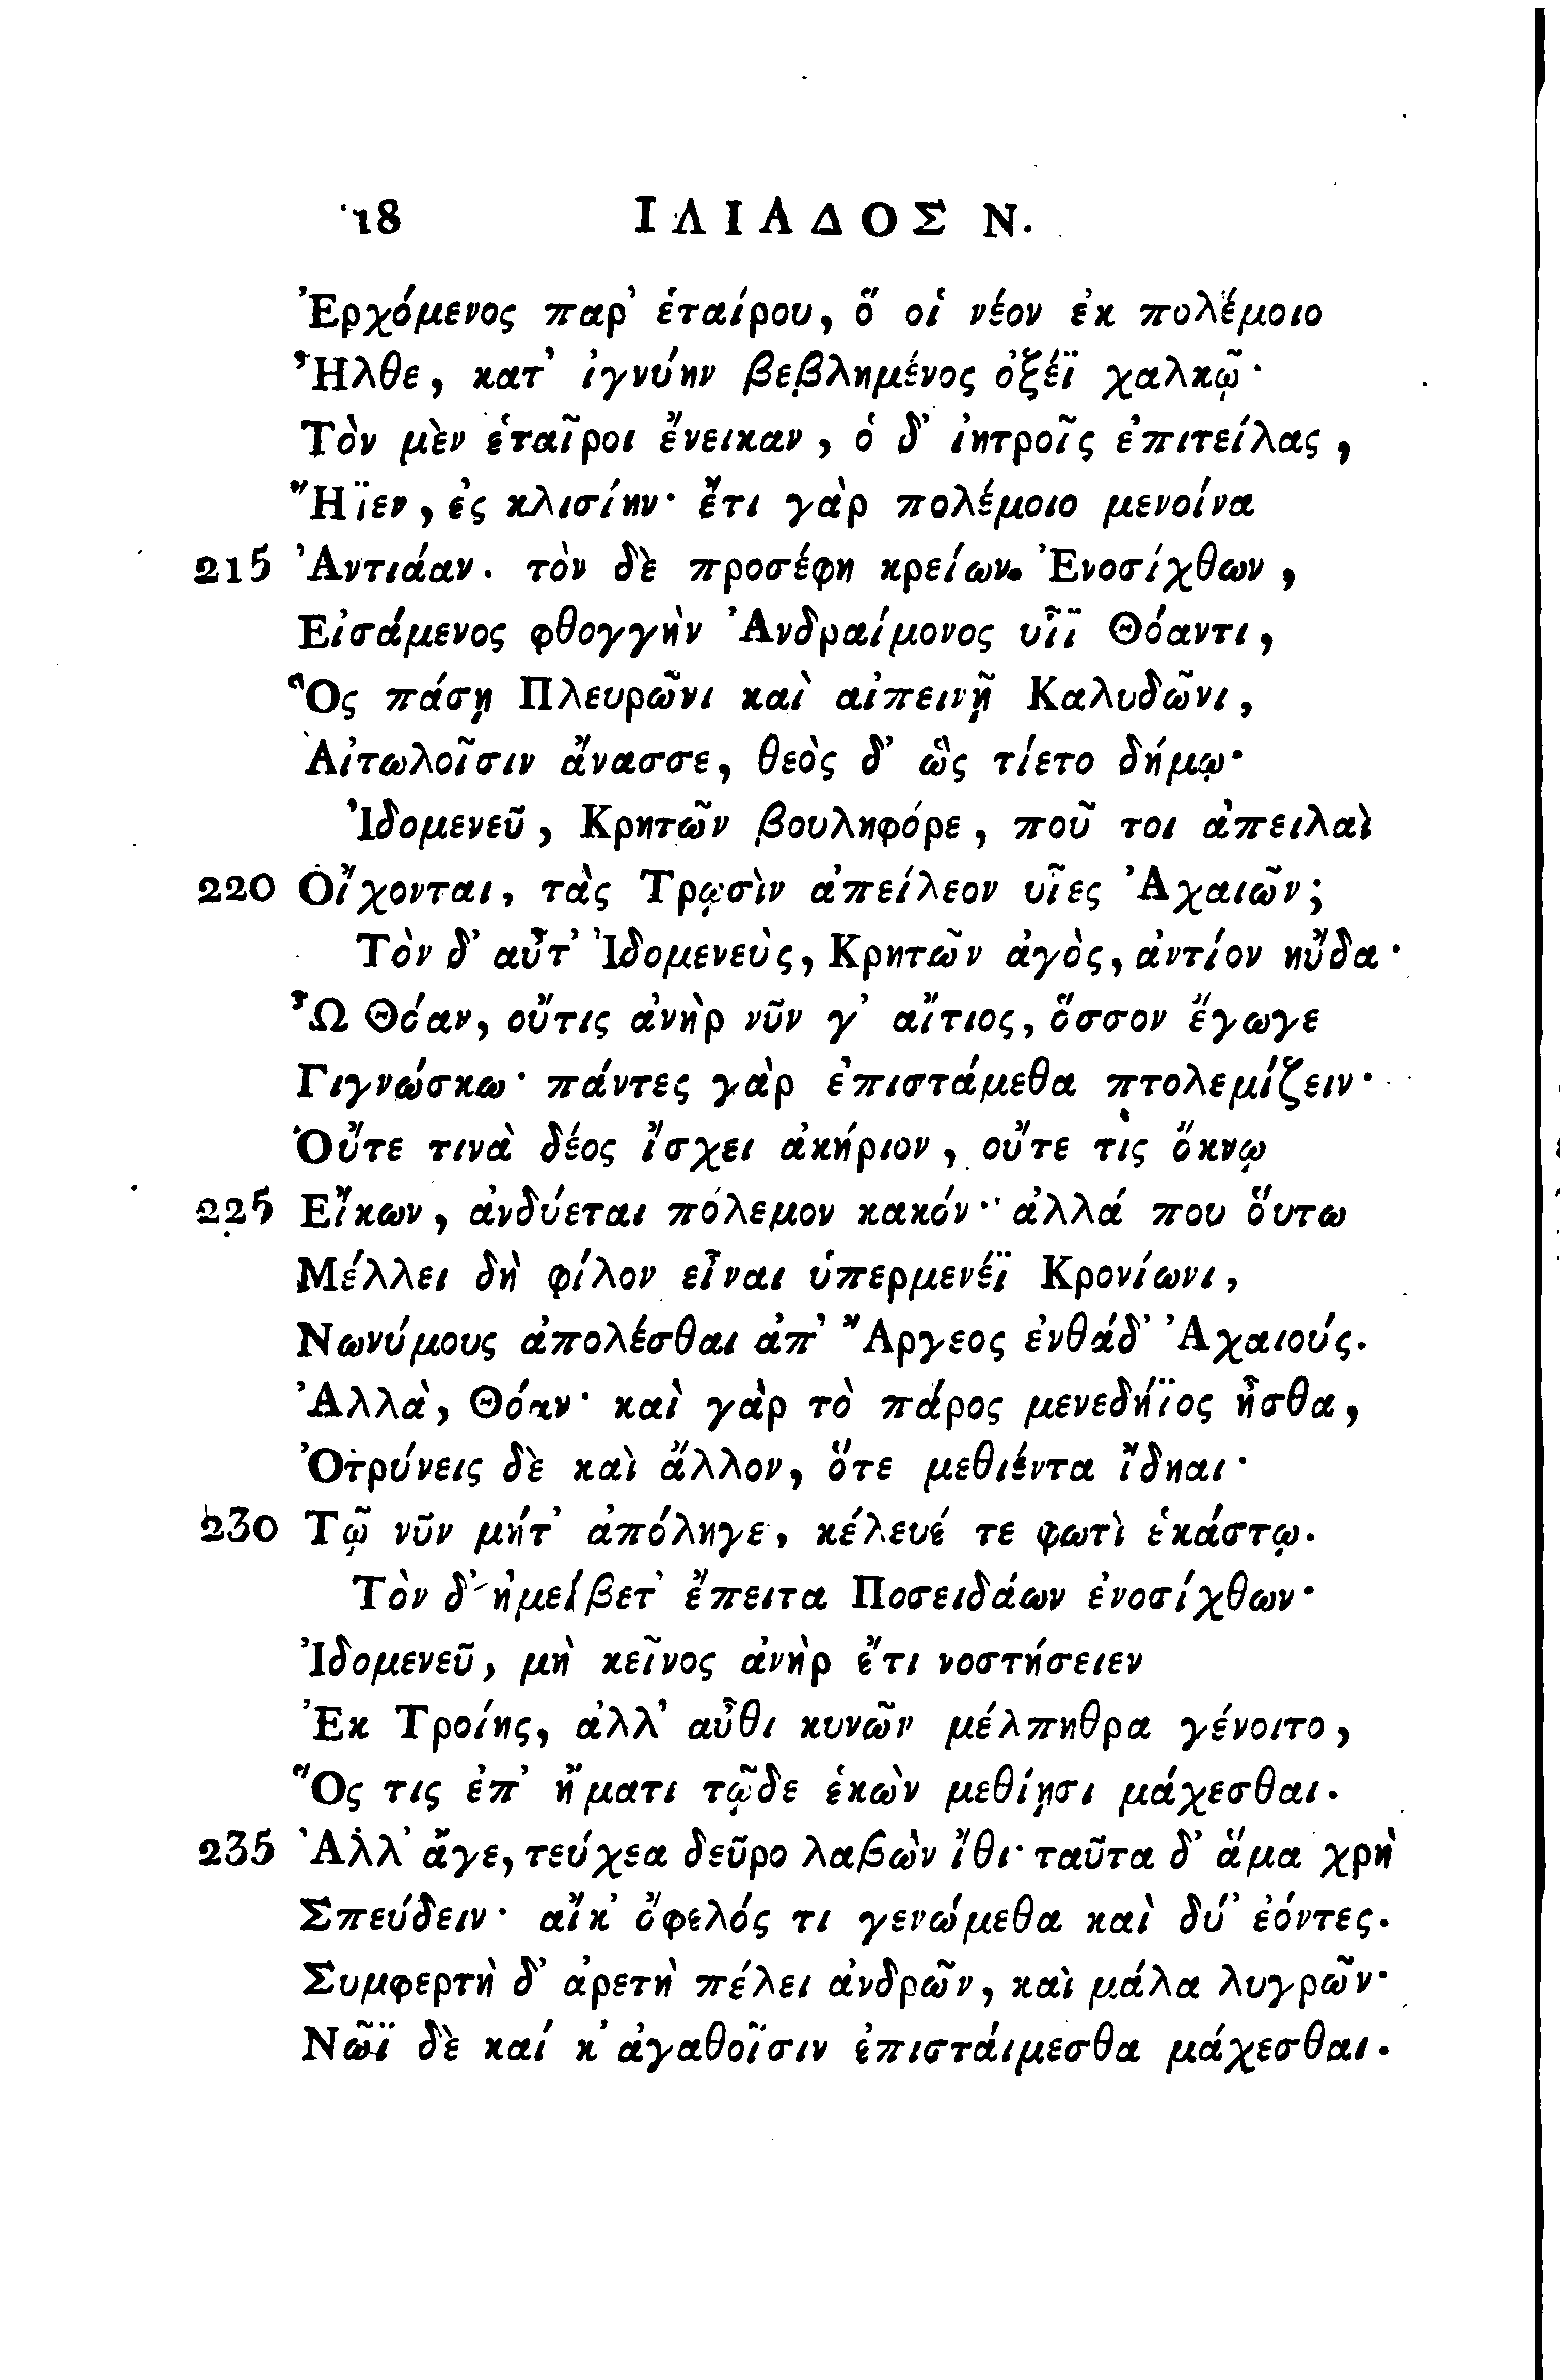 18 ΙΛΙΑΔΟΣ Ν.
Ἐρχόμενος παρ’ ἑταίρου, ὅ οἱ νέον ἐκ πολέμοιο
Ἦλθε, κατ’ ἰγνύην βεβλημένος ὀξέϊ χαλκῷ·
Τὸν μὲν ἑταῖροι ἔνεικαν, ὁ δ’ ἰητροῖς ἐπιτείλας,
Ἤϊεν, ἐς κλισίην· ἔτι γὰρ πολέμοιο μενοίνα
215 Ἀντιάαν. τὸν δὲ προσέφη κρείων Ἐνοσίχθων,
Εἰσάμενος φθογγὴν Ἀνδραίμονος υἷϊ Θόαντι,
Ὃς πάσῃ Πλευρῶνι καὶ αἰπεινῇ Καλυδῶνι,
Αἰτωλοῖσιν ἄνασσε, θεὸς δ’ ὣς τίετο δήμῳ·
Ἰδομενεῦ, Κρητῶν βουληφόρε, ποῦ τοι ἀπειλαὶ
220 Οἴχονται, τὰς Τρῳσὶν ἀπείλεον υἷες Ἀχαιῶν;
Τὸν δ’ αὖτ’ Ἰδομενεὺς, Κρητῶν ἀγὸς, ἀντίον ηὔδα·
Ὦ Θόαν, οὔτις ἀνὴρ νῦν γ’ αἴτιος, ὅσσον ἔγωγε
Γιγνώσκω· πάντες γὰρ ἐπιστάμεθα πτολεμίζειν·
Οὔτε τινὰ δέος ἴσχει ἀκήριον, οὔτε τὶς ὄκνῳ
225 Εἴκων, ἀνδύεται πόλεμον κακόν· ἀλλά που ὅυτω
Μέλλει δὴ φίλον εἶναι ὑπερμενέϊ Κρονίωνι,
Νωνύμους ἀπολέσθαι ἀπ’ Ἄργεος ἐνθάδ’ Ἀχαιούς.
Ἀλλὰ, Θόαν· καὶ γὰρ τὸ πάρος μενεδήϊος ἦσθα,
Ὀτρύνεις δὲ καὶ ἄλλον, ὅτε μεθιέντα ἴδηαι·
230 Τῷ νῦν μήτ’ ἀπόληγε, κέλευέ τε φωτὶ ἑκάστῳ.
Τὸν δ’ ἠμείβετ’ ἔπειτα Ποσειδάων ἐνοσίχθων·
Ἰδομενεῦ, μὴ κεῖνος ἀνὴρ ἔτι νοστήσειεν
Ἐκ Τροίης, ἀλλ’ αὖθι κυνῶν μέλπηθρα γένοιτο,
Ὅς τις ἐπ’ ἤματι τῷδε ἑκὼν μεθίῃσι μάχεσθαι.
235 Ἀλλ’ ἄγε, τεύχεα δεῦρο λαβὼν ἴθι· ταῦτα δ’ ἅμα χρὴ
Σπεύδειν· αἴκ’ ὄφελός τι γενώμεθα καὶ δύ’ ἐόντες.
Συμφερτὴ δ’ ἀρετὴ πέλει ἀνδρῶν, καὶ μάλα λυγρῶν·
Νῶϊ δὲ καί κ’ ἀγαθοῖσιν ἐπισταίμεσθα μάχεσθαι.